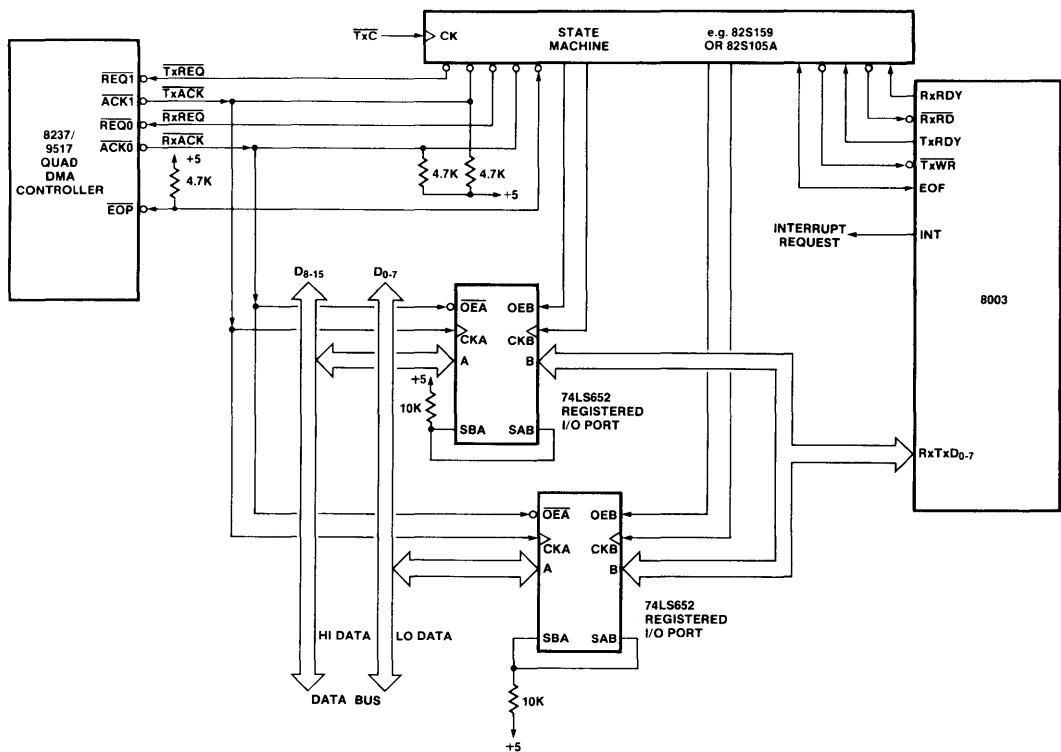 TxC
CK
STATE
MACHINE
e.g. 82S159
OR 82S105A
REQ1
TxREQ
ACK1
TxACK
REQ0
RxREQ
ACK0
RxACK
8237/
9517
QUAD
DMA
CONTROLLER
+5
4.7K
EOP
4.7K
4.7K
+5
RxRDY
RxRD
TxRDY
TxWR
EOF
INTERRUPT
REQUEST
INT
8003
RxTxD0-7
D8-15
D0-7
OEA
OEB
CKA
CKB
A
B
+5
10K
SBA
SAB
74LS652
REGISTERED
I/O PORT
OEA
OEB
CKA
CKB
A
B
74LS652
REGISTERED
I/O PORT
SBA
SAB
HI DATA
LO DATA
DATA BUS
10K
+5